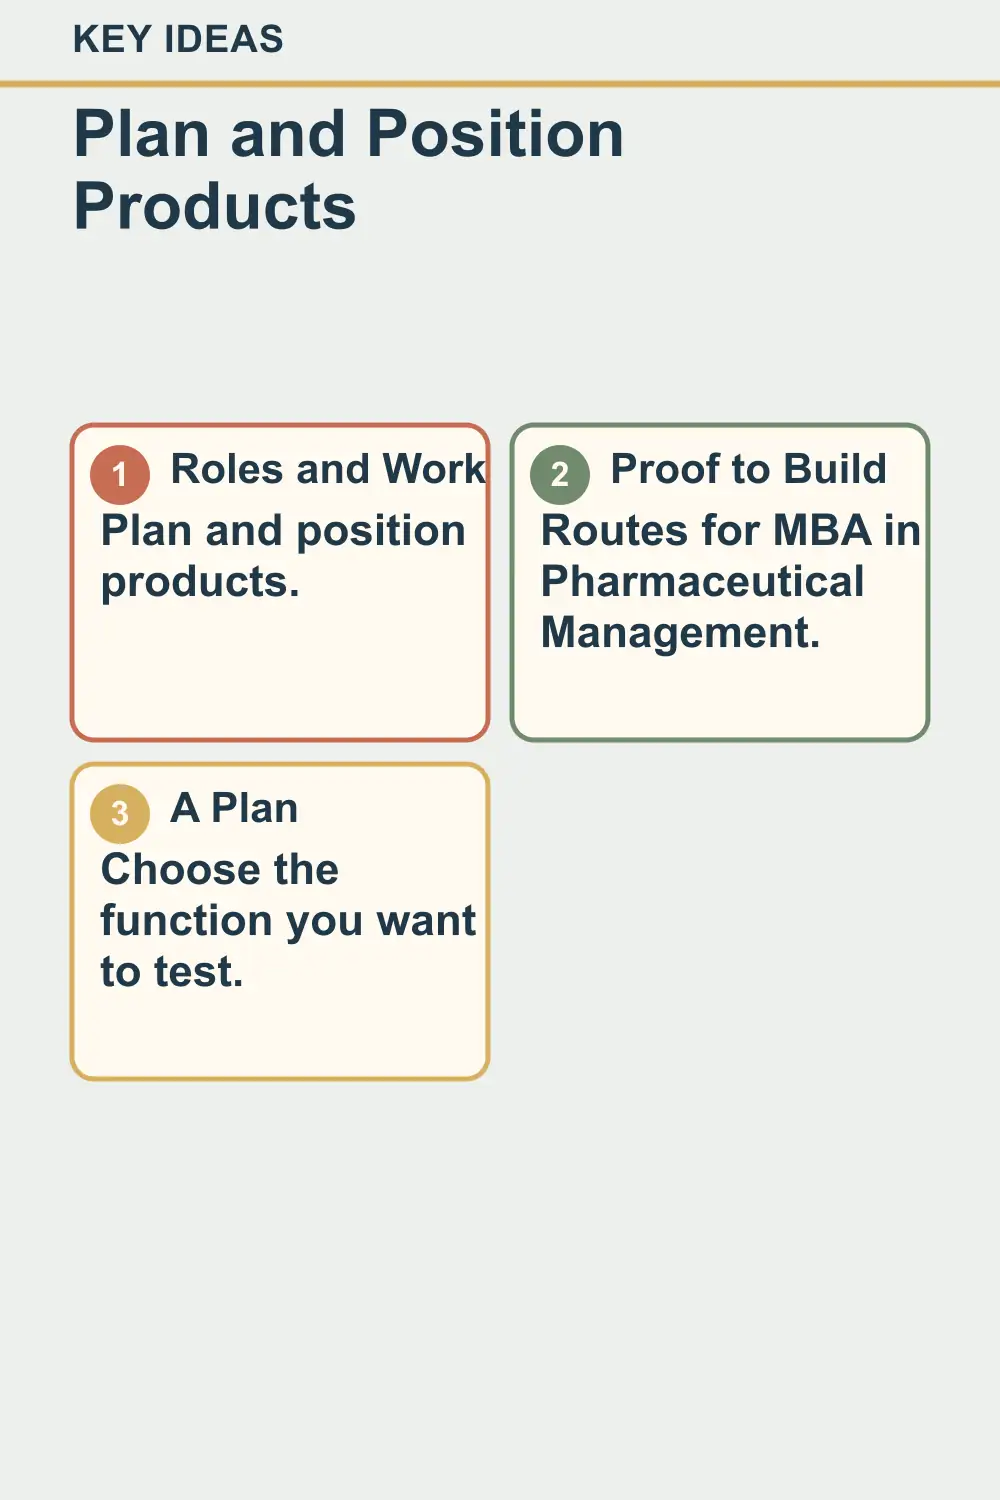 KEY IDEAS
Plan and Position
Products
1 Roles and Work
Plan and position
products.
2 Proof to Build
Routes for MBA in
Pharmaceutical
Management.
3 A Plan
Choose the
function you want
to test.